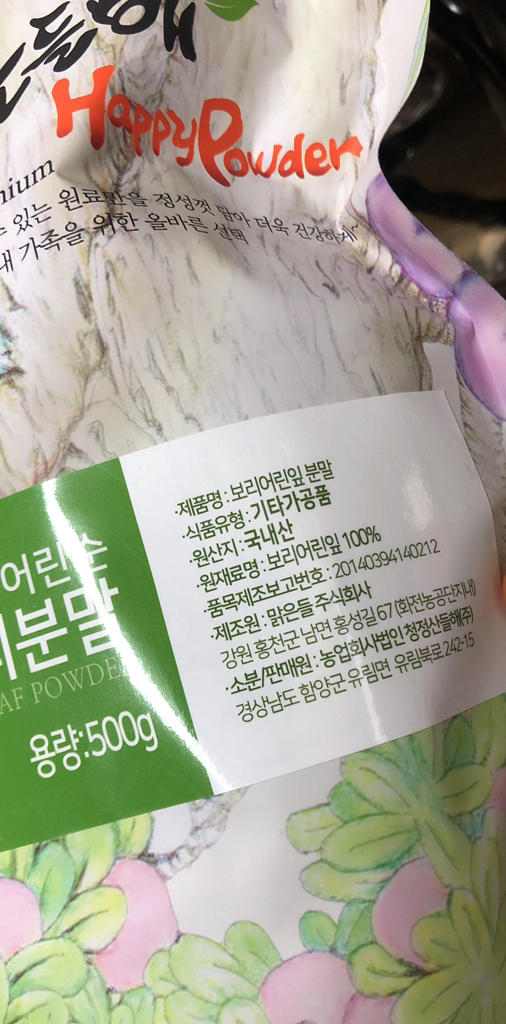 들해
Happy Powder
있는 원료만을 정성껏 담아 더욱 건강하게
내 가족을 위한 올바른 선택
·제품명 : 보리어린잎 분말
·식품유형 : 기타가공품
·원산지 : 국내산
·원재료명 : 보리어린잎 100%
·품목제조보고번호 : 20140394140212
·제조원 : 맑은들 주식회사
강원 홍천군 남면 홍성길 67 (화전농공단지내)
·소분/판매원 : 농업회사법인 청정산들해(주)
경상남도 함양군 유림면 유림북로 242-15
어린순
분말
AF POWDE
용량:500g